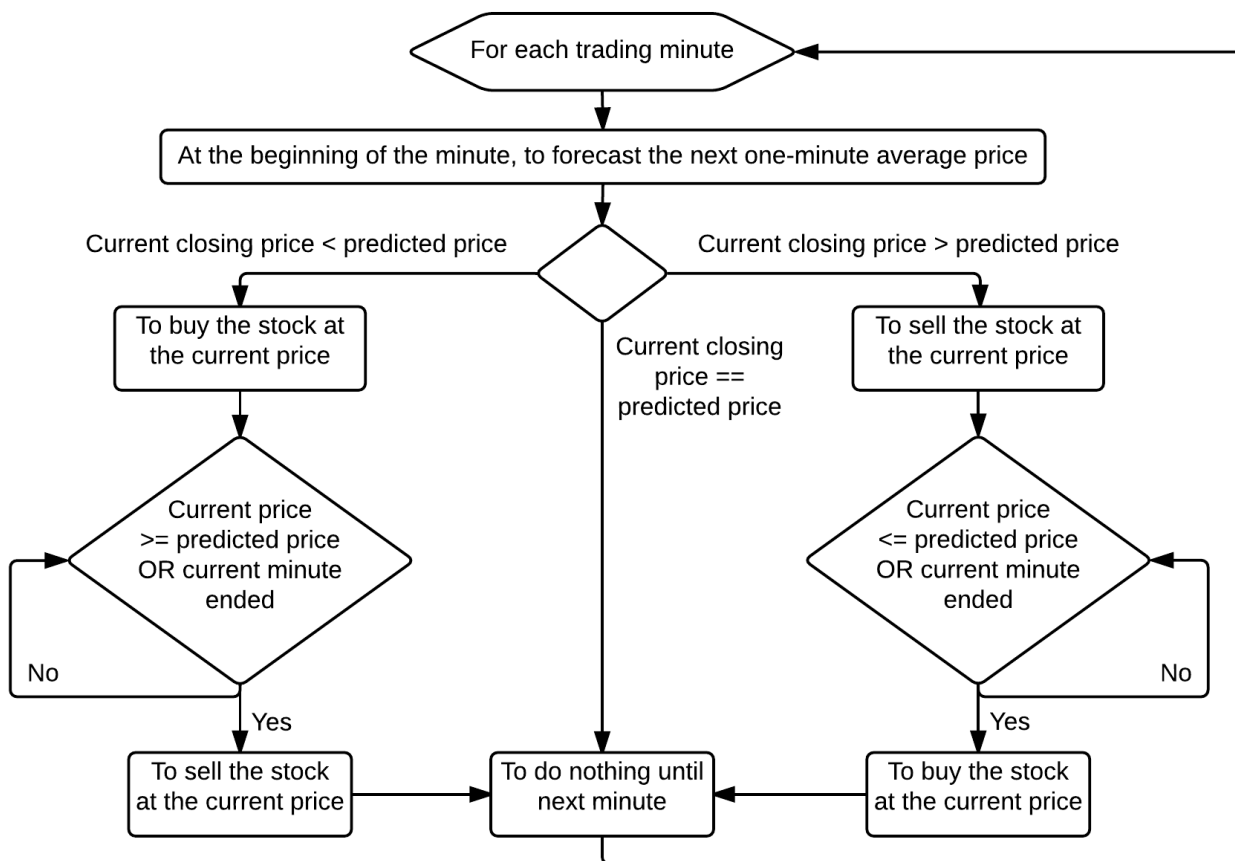 For each trading minute
At the beginning of the minute, to forecast the next one-minute average price
Current closing price < predicted price
Current closing price > predicted price
To buy the stock at
the current price
Current closing
price ==
predicted price
To sell the stock at
the current price
Current price
>= predicted price
OR current minute
ended
Current price
<= predicted price
OR current minute
ended
No
No
Yes
Yes
To sell the stock
at the current price
To do nothing until
next minute
To buy the stock
at the current price